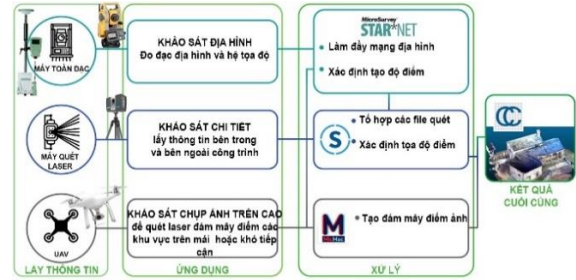 MÁY TOÀN ĐẠC
KHẢO SÁT ĐỊA HÌNH
Đo đạc địa hình và hệ tọa độ
MicroSurvey
STAR*NET
Làm đầy mạng địa hình
Xác định tạo độ điểm
MÁY QUÉT
LASER
KHẢO SÁT CHI TIẾT
lấy thông tin bên trong
và bên ngoài công trình
S
Tổ hợp các file quét
Xác định tọa độ điểm
KẾT QUẢ
CUỐI CÙNG
UAV
KHẢO SÁT CHỤP ẢNH TRÊN CAO
để quét laser đám mây điểm các
khu vực trên mái hoặc khó tiếp
cận
M
Tạo đám mây điểm ảnh
LẤY THÔNG TIN
ỨNG DỤNG
XỬ LÝ